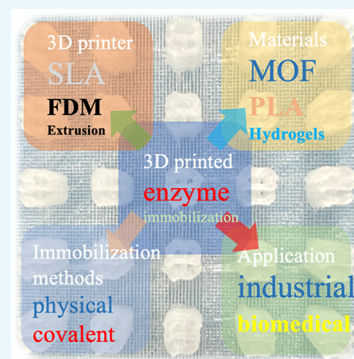 3D printer
SLA
FDM
Extrusion
Materials
MOF
PLA
Hydrogels
3D printed
enzyme
immobilization
Immobilization
methods
physical
covalent
Application
industrial
biomedical